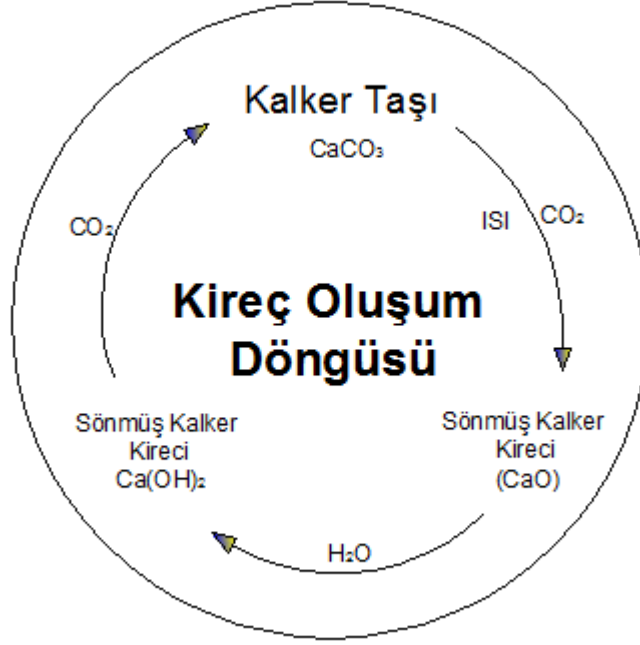 Kalker Taşı
CaCO₃
CO₂
ISI CO₂
Kireç Oluşum
Döngüsü
Sönmüş Kalker
Kireci
Ca(OH)₂
Sönmüş Kalker
Kireci
(CaO)
H₂O